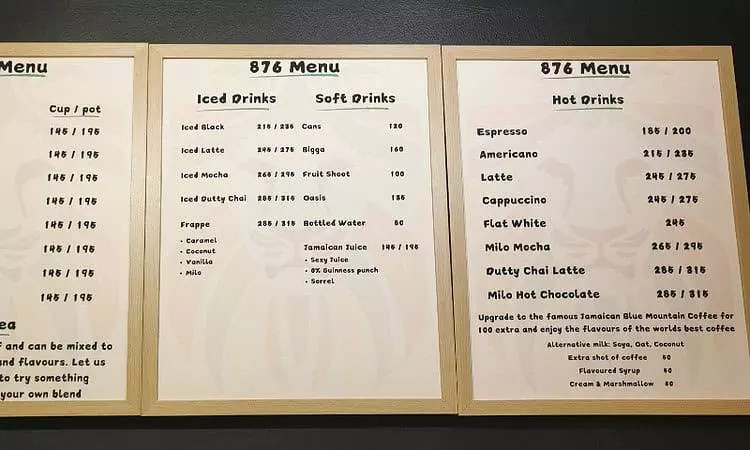 Menu
Cup / pot
145 / 195
145 / 195
145 / 195
145 / 195
145 / 195
145 / 195
145 / 195
145 / 195
ea
f and can be mixed to
and flavours. Let us
to try something
your own blend
876 Menu
Iced Drinks
Iced Black 215 / 235
Iced Latte 245 / 275
Iced Mocha 265 / 295
Iced Dutty Chai 285 / 315
Frappe 285 / 315
• Caramel
• Coconut
• Vanilla
• Milo
Soft Drinks
Cans 120
Bigga 160
Fruit Shoot 100
Oasis 185
Bottled Water 80
Jamaican Juice 145 / 195
• Sexy Juice
• 0% Guinness punch
• Sorrel
876 Menu
Hot Drinks
Espresso 185 / 200
Americano 215 / 235
Latte 245 / 275
Cappuccino 245 / 275
Flat White 245
Milo Mocha 265 / 295
Dutty Chai Latte 285 / 315
Milo Hot Chocolate 285 / 315
Upgrade to the famous Jamaican Blue Mountain Coffee for
100 extra and enjoy the flavours of the worlds best coffee
Alternative milk: Soya, Oat, Coconut
Extra shot of coffee 50
Flavoured Syrup 50
Cream & Marshmallow 50